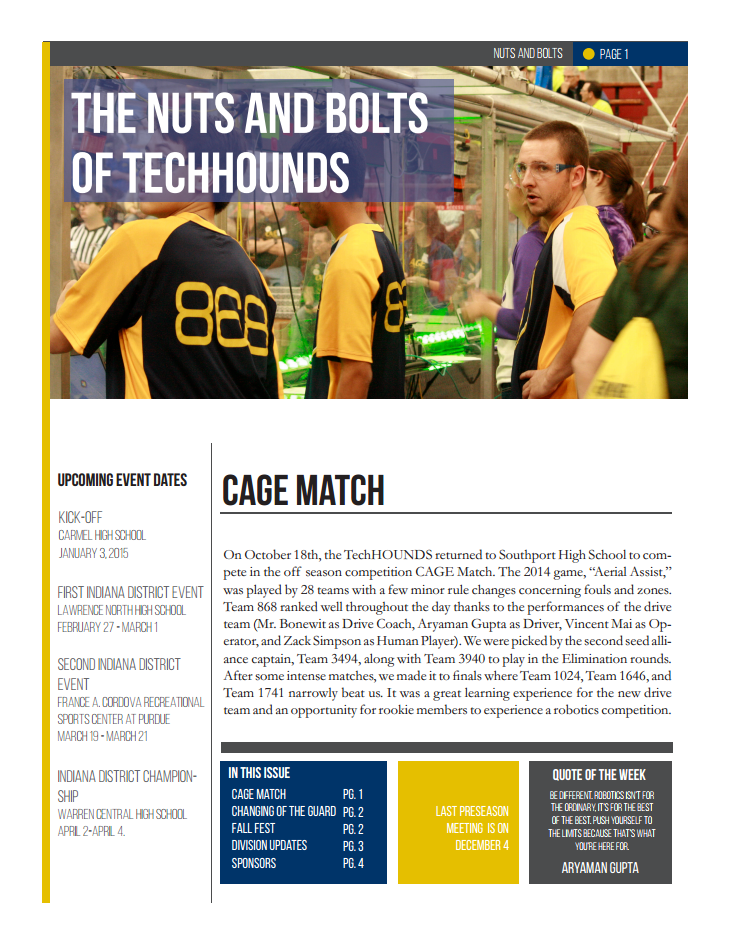 NUTS AND BOLTS
PAGE 1
THE NUTS AND BOLTS
OF TECHHOUNDS
868
UPCOMING EVENT DATES
KICK-OFF
CARMEL HIGH SCHOOL
JANUARY 3, 2015
FIRST INDIANA DISTRICT EVENT
LAWRENCE NORTH HIGH SCHOOL
FEBRUARY 27 - MARCH 1
SECOND INDIANA DISTRICT
EVENT
FRANCE A. CORDOVA RECREATIONAL
SPORTS CENTER AT PURDUE
MARCH 19 - MARCH 21
INDIANA DISTRICT CHAMPION-
SHIP
WARREN CENTRAL HIGH SCHOOL
APRIL 2-APRIL 4.
CAGE MATCH
On October 18th, the TechHOUNDS returned to Southport High School to com-
pete in the off season competition CAGE Match. The 2014 game, “Aerial Assist,”
was played by 28 teams with a few minor rule changes concerning fouls and zones.
Team 868 ranked well throughout the day thanks to the performances of the drive
team (Mr. Bonewit as Drive Coach, Aryaman Gupta as Driver, Vincent Mai as Op-
erator, and Zack Simpson as Human Player). We were picked by the second seed alli-
ance captain, Team 3494, along with Team 3940 to play in the Elimination rounds.
After some intense matches, we made it to finals where Team 1024, Team 1646, and
Team 1741 narrowly beat us. It was a great learning experience for the new drive
team and an opportunity for rookie members to experience a robotics competition.
IN THIS ISSUE
CAGE MATCH PG. 1
CHANGING OF THE GUARD PG. 2
FALL FEST PG. 2
DIVISION UPDATES PG. 3
SPONSORS PG. 4
LAST PRESEASON
MEETING IS ON
DECEMBER 4
QUOTE OF THE WEEK
BE DIFFERENT. ROBOTICS ISN'T FOR
THE ORDINARY, IT'S FOR THE BEST
OF THE BEST. PUSH YOURSELF TO
THE LIMITS BECAUSE THAT'S WHAT
YOU'RE HERE FOR.
ARYAMAN GUPTA